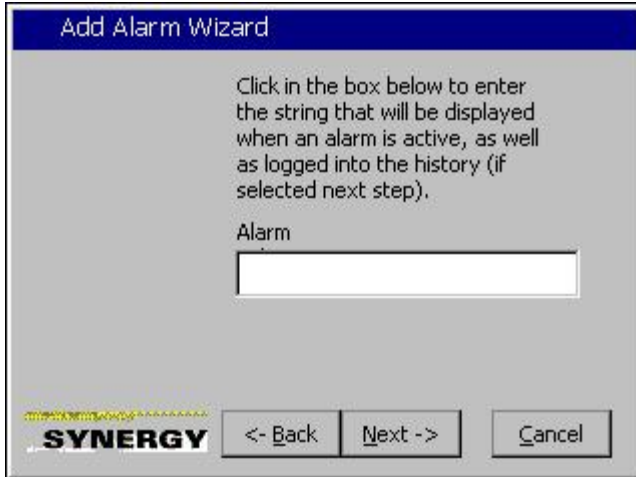 Add Alarm Wizard
Click in the box below to enter
the string that will be displayed
when an alarm is active, as well
as logged into the history (if
selected next step).
Alarm
SYNERGY
<- Back
Next ->
Cancel